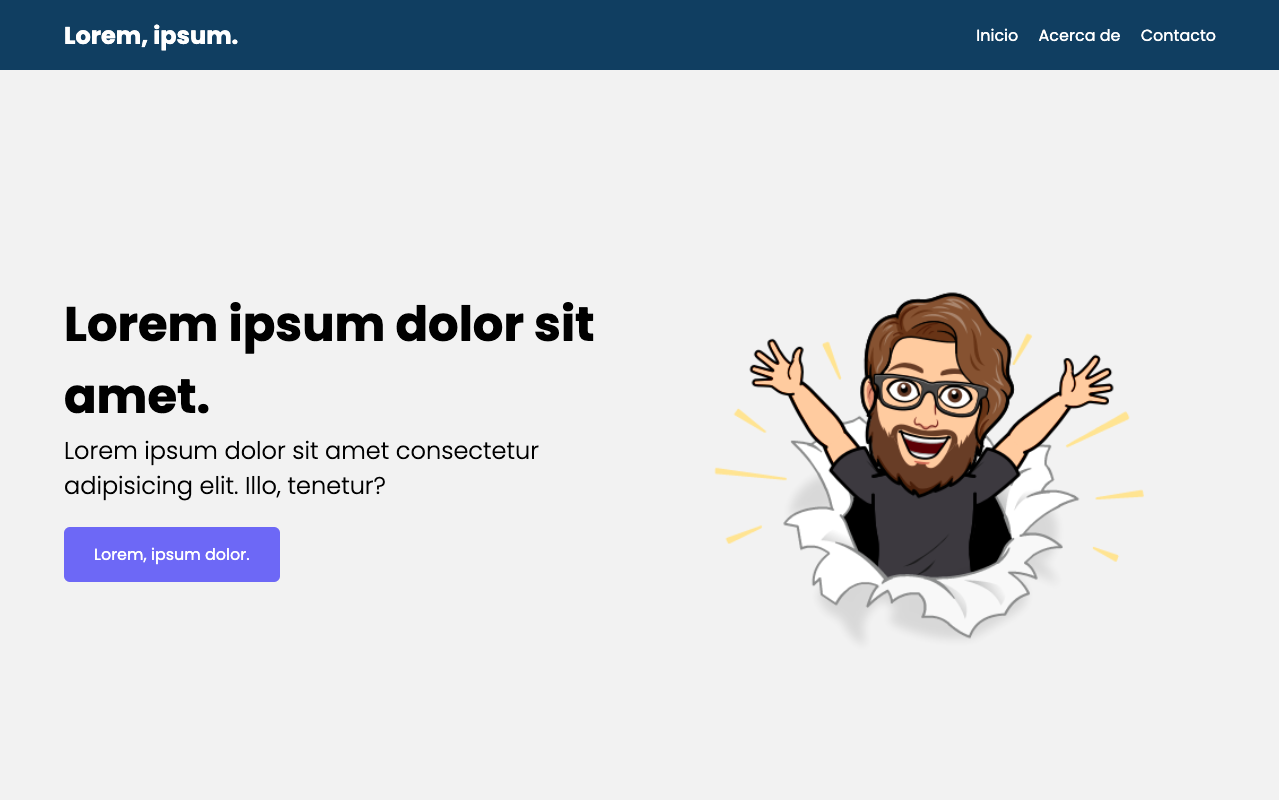 Lorem, ipsum.
Inicio Acerca de Contacto
Lorem ipsum dolor sit
amet.
Lorem ipsum dolor sit amet consectetur
adipisicing elit. Illo, tenetur?
Lorem, ipsum dolor.